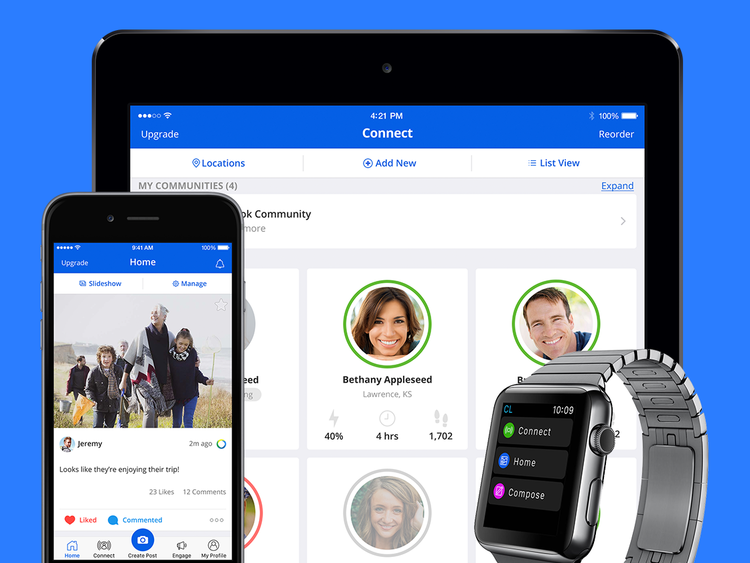 4:21 PM
100%
Upgrade
Connect
Reorder
Locations
Add New
List View
MY COMMUNITIES (4)
Expand
ok Community
more
Bethany Appleseed
Lawrence, KS
40%
4 hrs
1,702
9:41 AM
100%
Upgrade
Home
Slideshow
Manage
Jeremy
2m ago
Looks like they're enjoying their trip!
23 Likes
12 Comments
Liked
Commented
Home
Connect
Create Post
Engage
My Profile
CL
10:09
Connect
Home
Compose